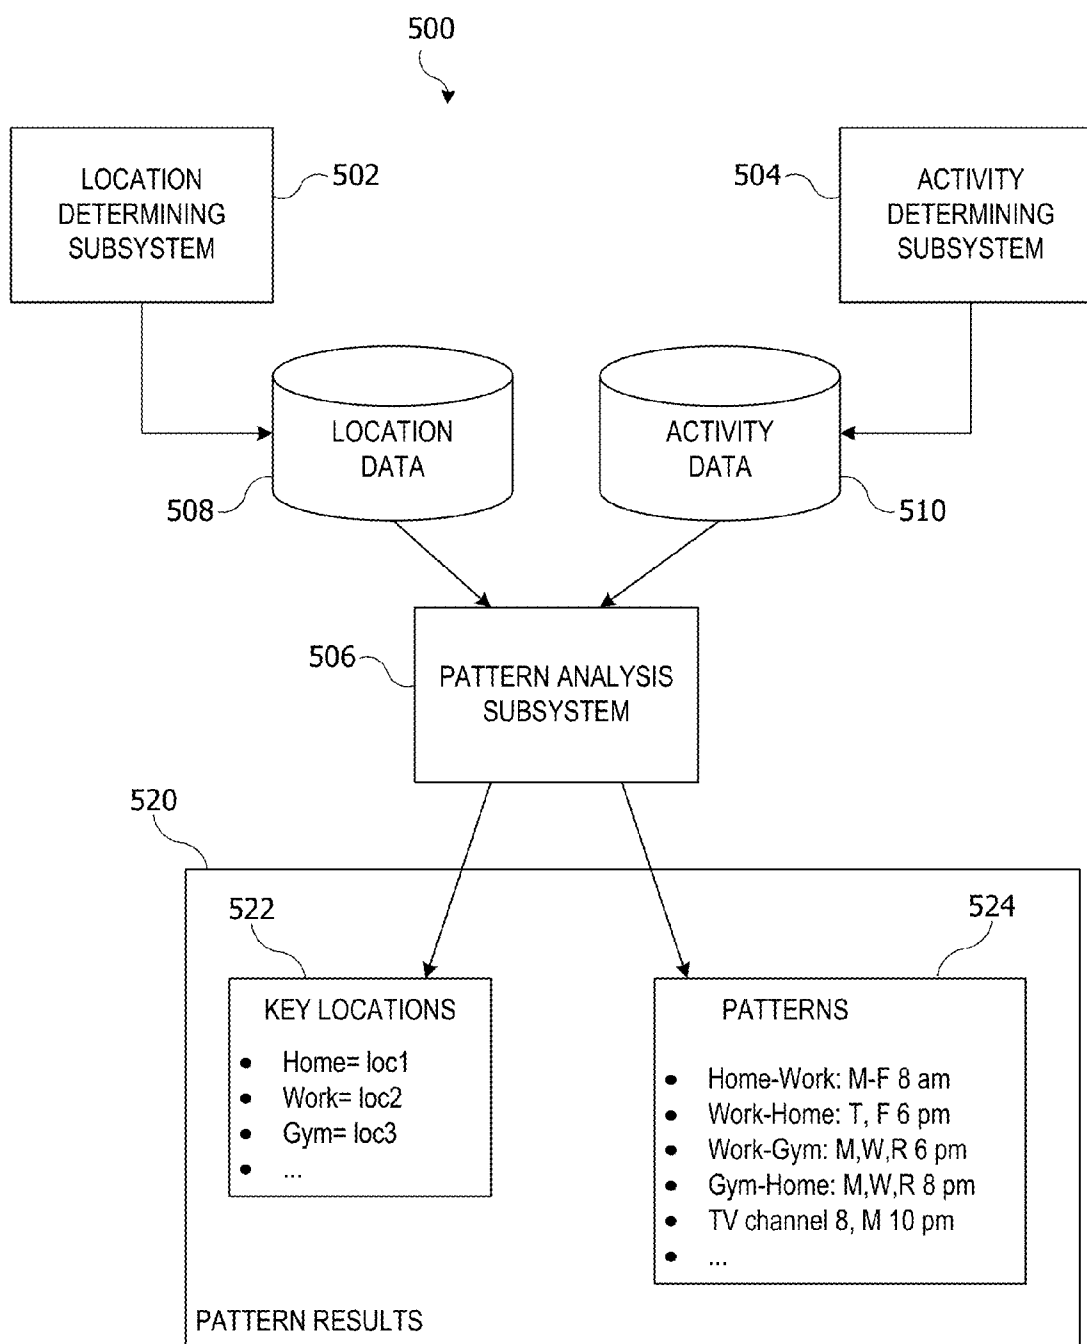 500
LOCATION
DETERMINING
SUBSYSTEM
502
504
ACTIVITY
DETERMINING
SUBSYSTEM
LOCATION
DATA
508
ACTIVITY
DATA
510
506
PATTERN ANALYSIS
SUBSYSTEM
520
522
KEY LOCATIONS
• Home= loc1
• Work= loc2
• Gym= loc3
• ...
524
PATTERNS
• Home-Work: M-F 8 am
• Work-Home: T, F 6 pm
• Work-Gym: M,W,R 6 pm
• Gym-Home: M,W,R 8 pm
• TV channel 8, M 10 pm
• ...
PATTERN RESULTS